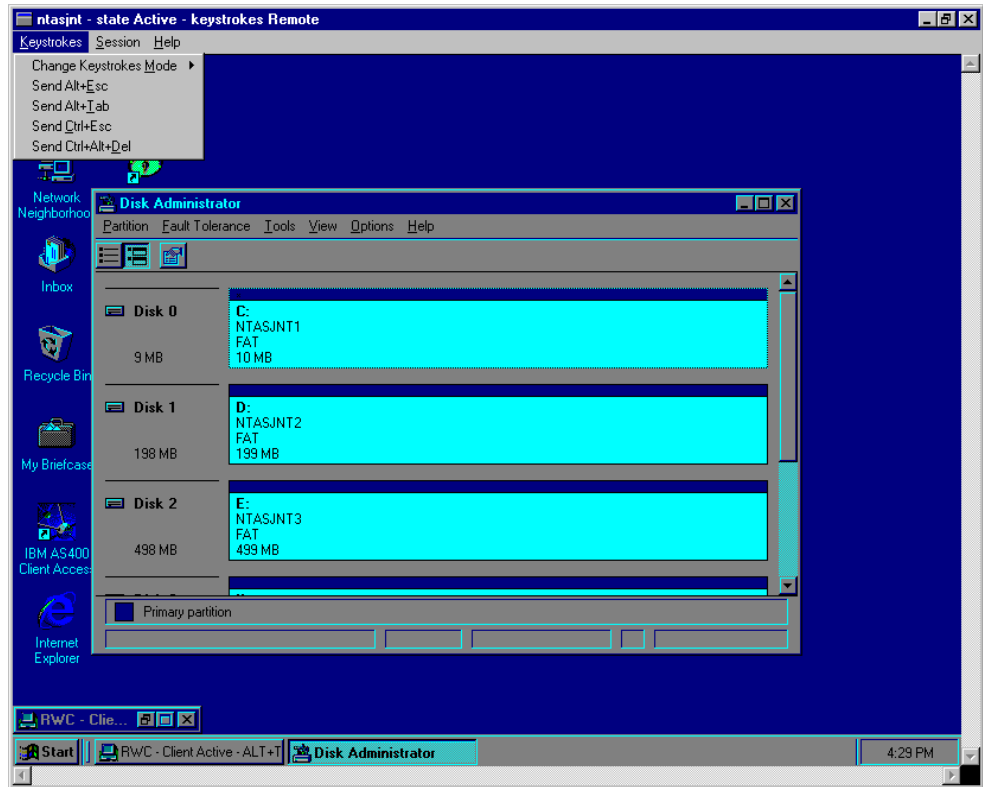 ntasjnt - state Active - keystrokes Remote
Keystrokes Session Help
Change Keystrokes Mode
Send Alt+Esc
Send Alt+Tab
Send Ctrl+Esc
Send Ctrl+Alt+Del
Network
Neighborhoo
Inbox
Recycle Bin
My Briefcase
IBM AS400
Client Acces
Internet
Explorer
Disk Administrator
Partition Fault Tolerance Tools View Options Help
Disk 0
9 MB
C:
NTASJNT1
FAT
10 MB
Disk 1
198 MB
D:
NTASJNT2
FAT
199 MB
Disk 2
498 MB
E:
NTASJNT3
FAT
499 MB
Primary partition
RWC - Clie...
Start RWC - Client Active - ALT+T Disk Administrator 4:29 PM